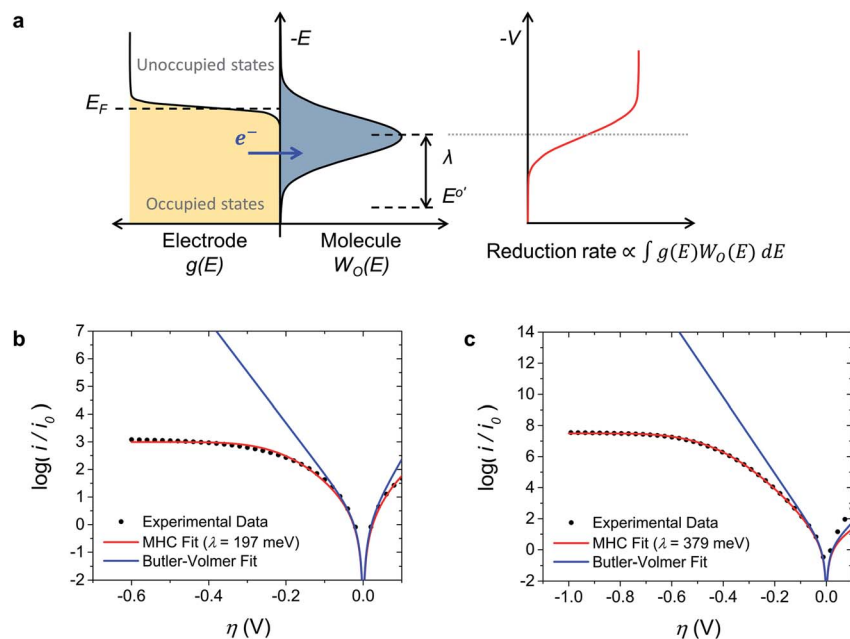 a
-E
-V
Unoccupied states
E_F
e⁻
λ
E^o'
Occupied states
Electrode
g(E)
Molecule
W_O(E)
Reduction rate ∝ ∫ g(E)W_O(E) dE
b
7
6
5
4
3
2
1
0
-1
-2
log( i / i_0 )
Experimental Data
MHC Fit (λ = 197 meV)
Butler-Volmer Fit
-0.6
-0.4
-0.2
0.0
η (V)
c
14
12
10
8
6
4
2
0
-2
log( i / i_0 )
Experimental Data
MHC Fit (λ = 379 meV)
Butler-Volmer Fit
-1.0
-0.8
-0.6
-0.4
-0.2
0.0
η (V)